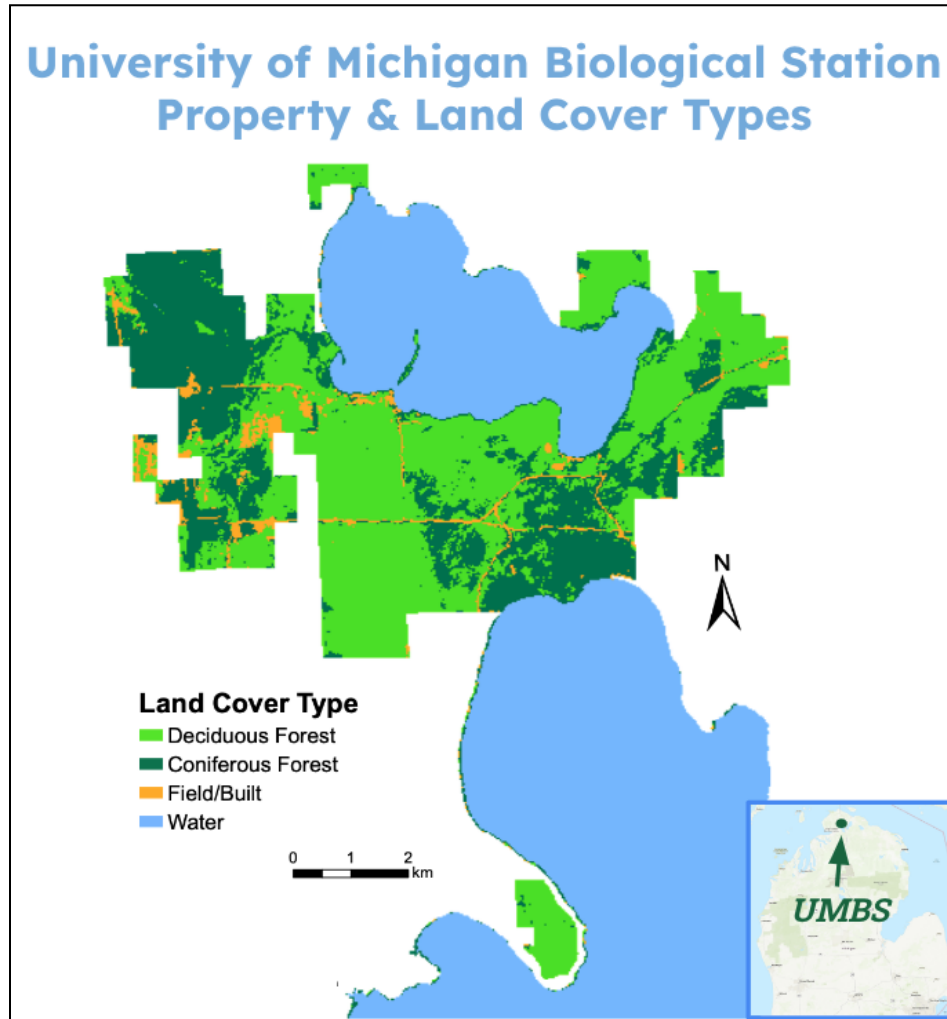 University of Michigan Biological Station
Property & Land Cover Types
N
Land Cover Type
Deciduous Forest
Coniferous Forest
Field/Built
Water
0 1 2
km
UMBS